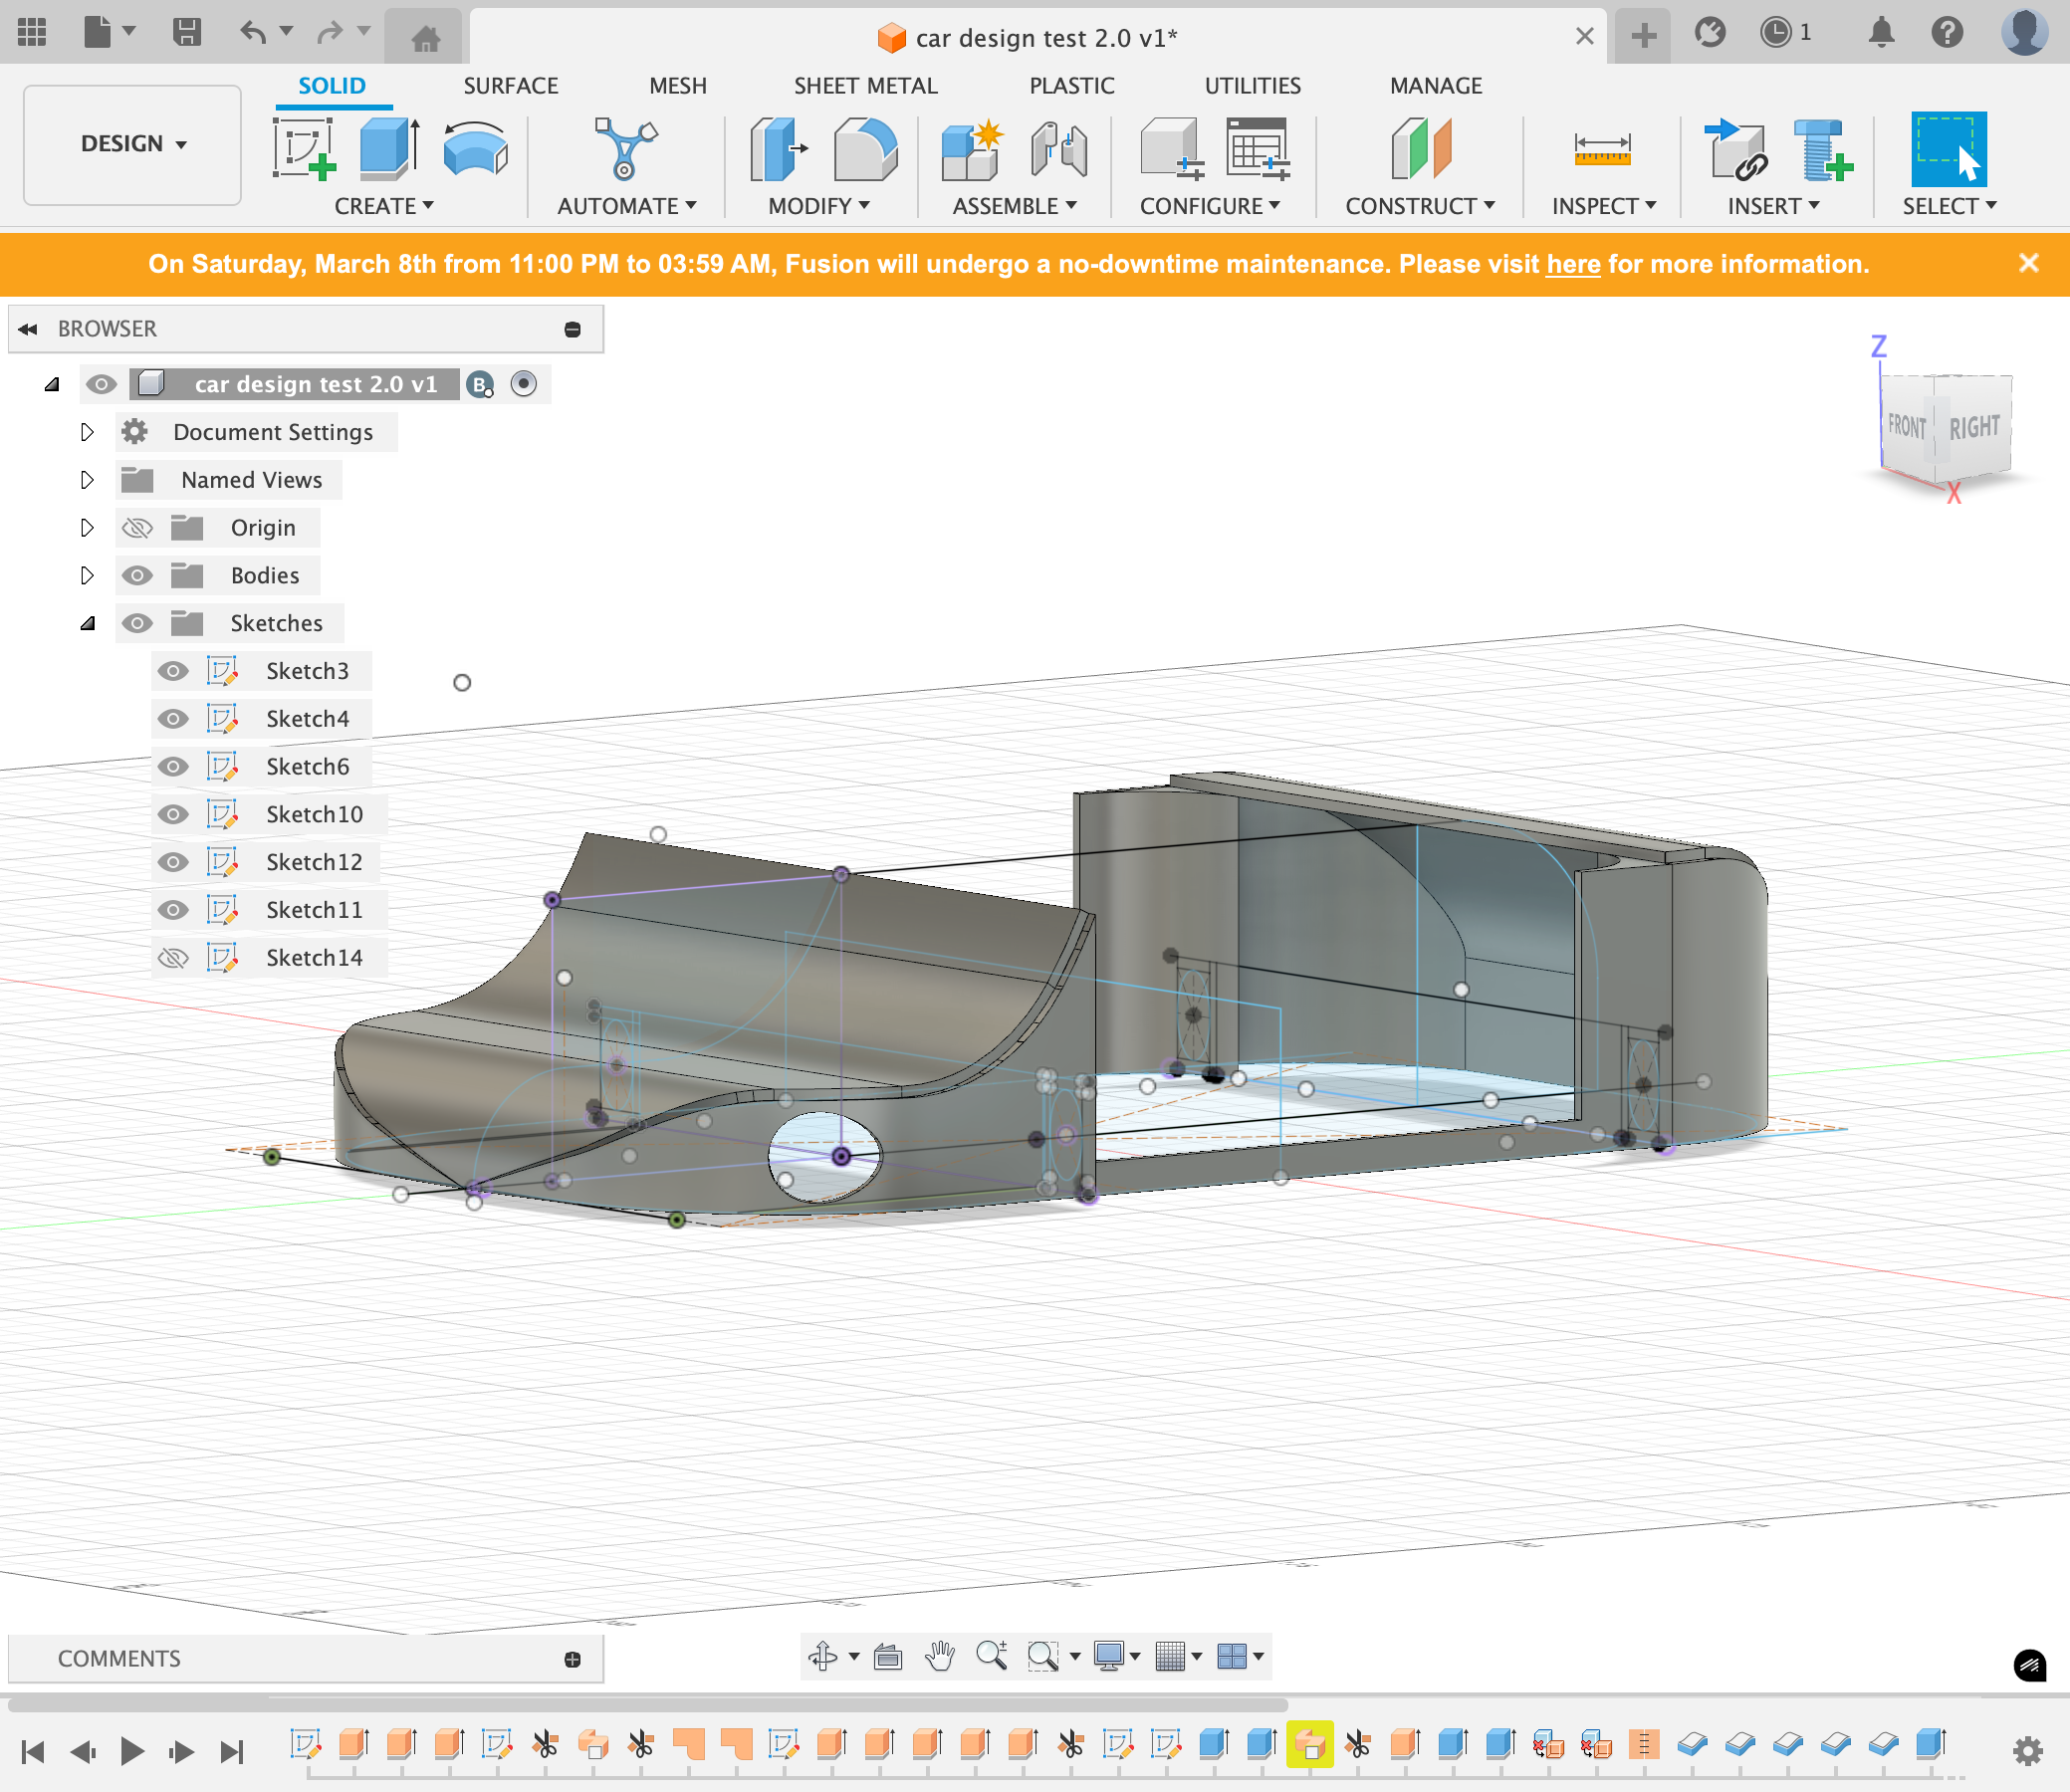 car design test 2.0 v1*
1
DESIGN
SOLID
SURFACE
MESH
SHEET METAL
PLASTIC
UTILITIES
MANAGE
CREATE
AUTOMATE
MODIFY
ASSEMBLE
CONFIGURE
CONSTRUCT
INSPECT
INSERT
SELECT
On Saturday, March 8th from 11:00 PM to 03:59 AM, Fusion will undergo a no-downtime maintenance. Please visit here for more information.
BROWSER
car design test 2.0 v1
B
Document Settings
Named Views
Origin
Bodies
Sketches
Sketch3
Sketch4
Sketch6
Sketch10
Sketch12
Sketch11
Sketch14
Z
FRONT
RIGHT
X
COMMENTS